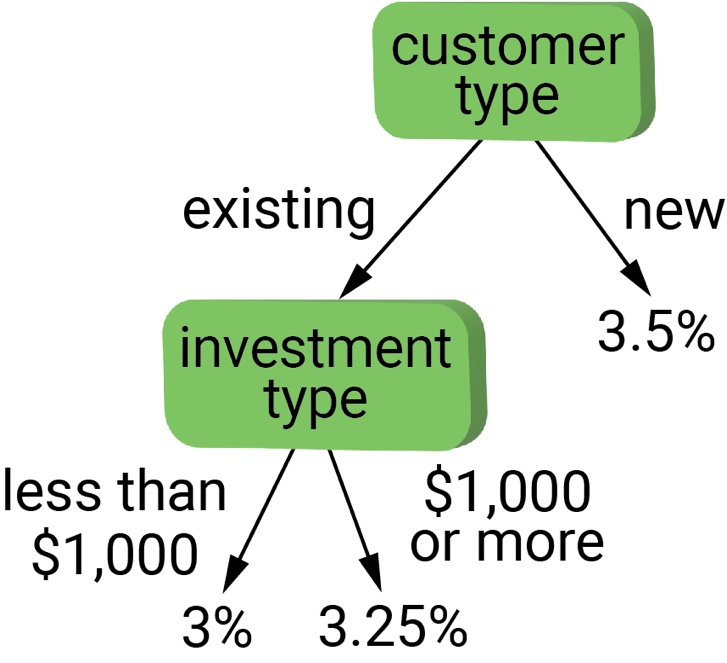 customer
type
existing
new
3.5%
investment
type
less than
$1,000
$1,000
or more
3%
3.25%